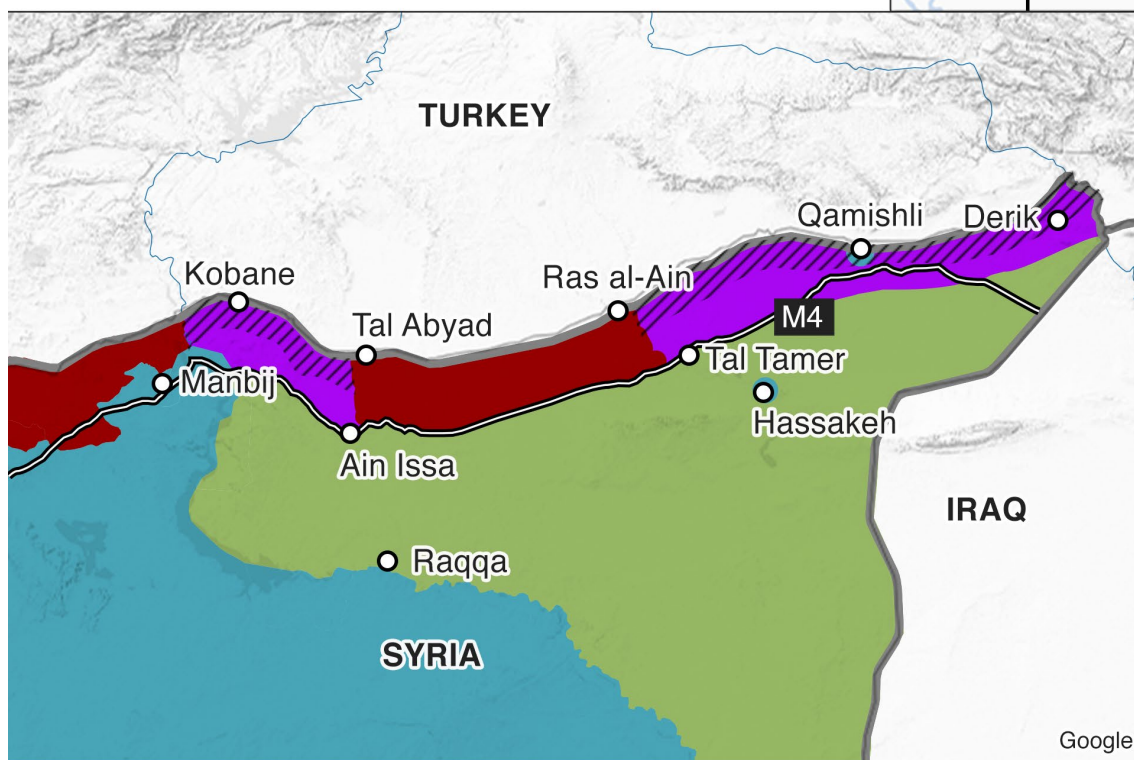 TURKEY
Qamishli
Derik
Kobane
Ras al-Ain
Tal Abyad
M4
Tal Tamer
Manbij
Hassakeh
Ain Issa
IRAQ
Raqqa
SYRIA
Google